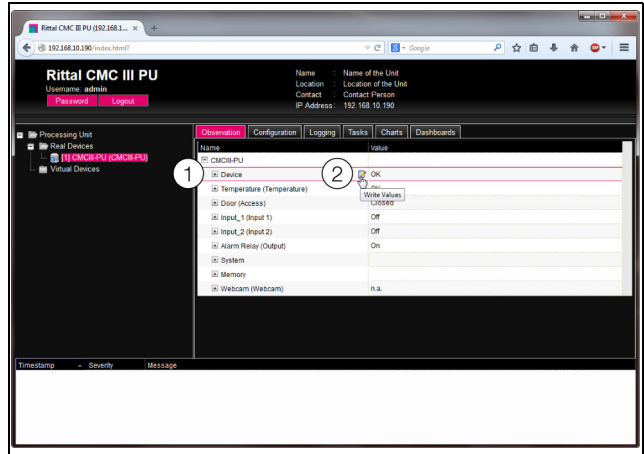 Rittal CMC III PU (192.168.1... ×
192.168.10.190/index.html?
Google
Rittal CMC III PU
Username: admin
Password Logout
Name : Name of the Unit
Location : Location of the Unit
Contact : Contact Person
IP Address : 192.168.10.190
Processing Unit
Real Devices
[1] CMCIII-PU (CMCIII-PU)
Virtual Devices
Observation Configuration Logging Tasks Charts Dashboards
Name Value
CMCIII-PU
1 Device 2 OK
Temperature (Temperature) OK
Write Values
Door (Access) Closed
Input_1 (Input 1) Off
Input_2 (Input 2) Off
Alarm Relay (Output) On
System
Memory
Webcam (Webcam) n.a.
Timestamp Severity Message